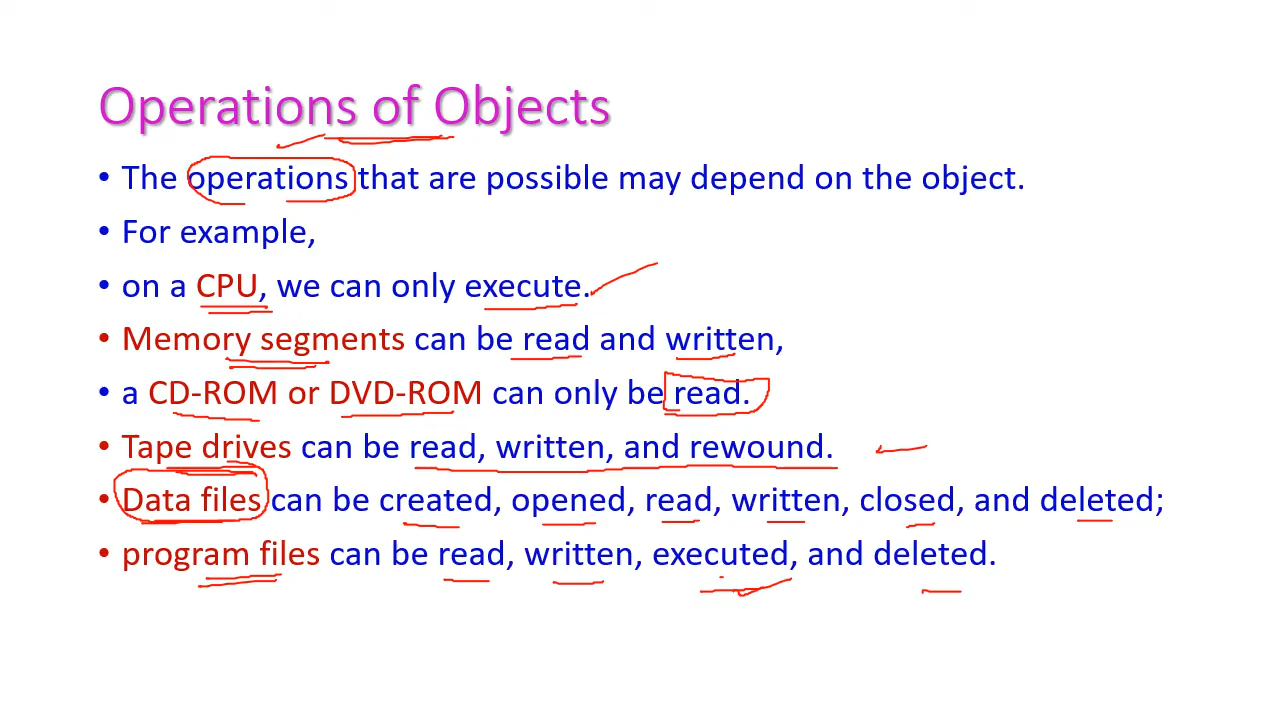 Operations of Objects
• The operations that are possible may depend on the object.
• For example,
• on a CPU, we can only execute.
• Memory segments can be read and written,
• a CD-ROM or DVD-ROM can only be read.
• Tape drives can be read, written, and rewound.
• Data files can be created, opened, read, written, closed, and deleted;
• program files can be read, written, executed, and deleted.